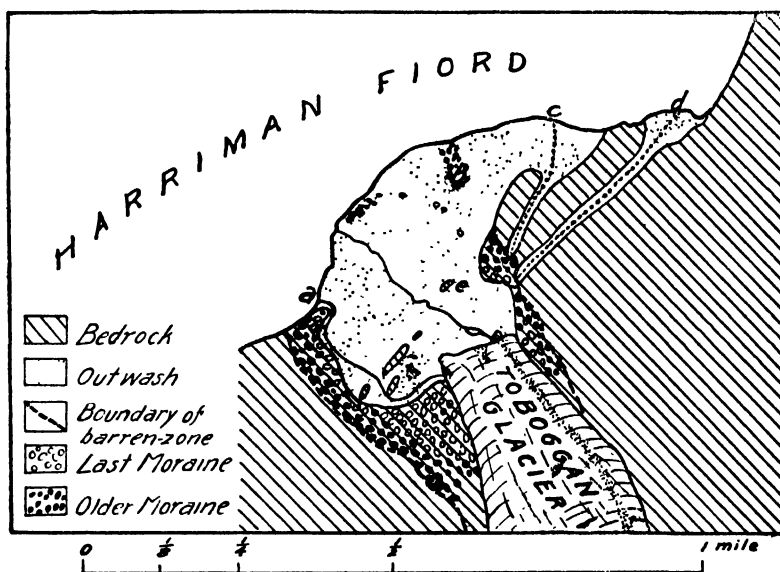 HARRIMAN FIORD
c
d
a
e
Bedrock
Outwash
Boundary of
barren-zone
Last Moraine
Older Moraine
TOBOGGAN
GLACIER
0 1/8 1/4 1/2 1 mile